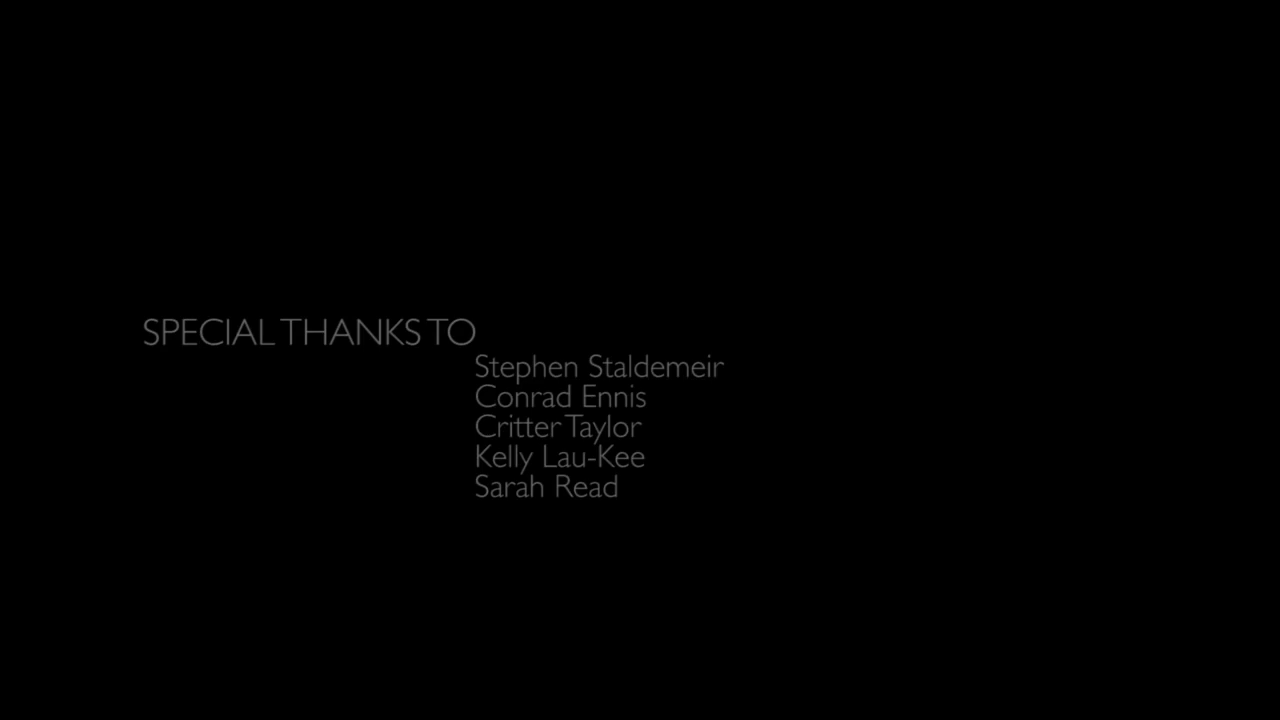 SPECIAL THANKS TO
Stephen Staldemeir
Conrad Ennis
Critter Taylor
Kelly Lau-Kee
Sarah Read